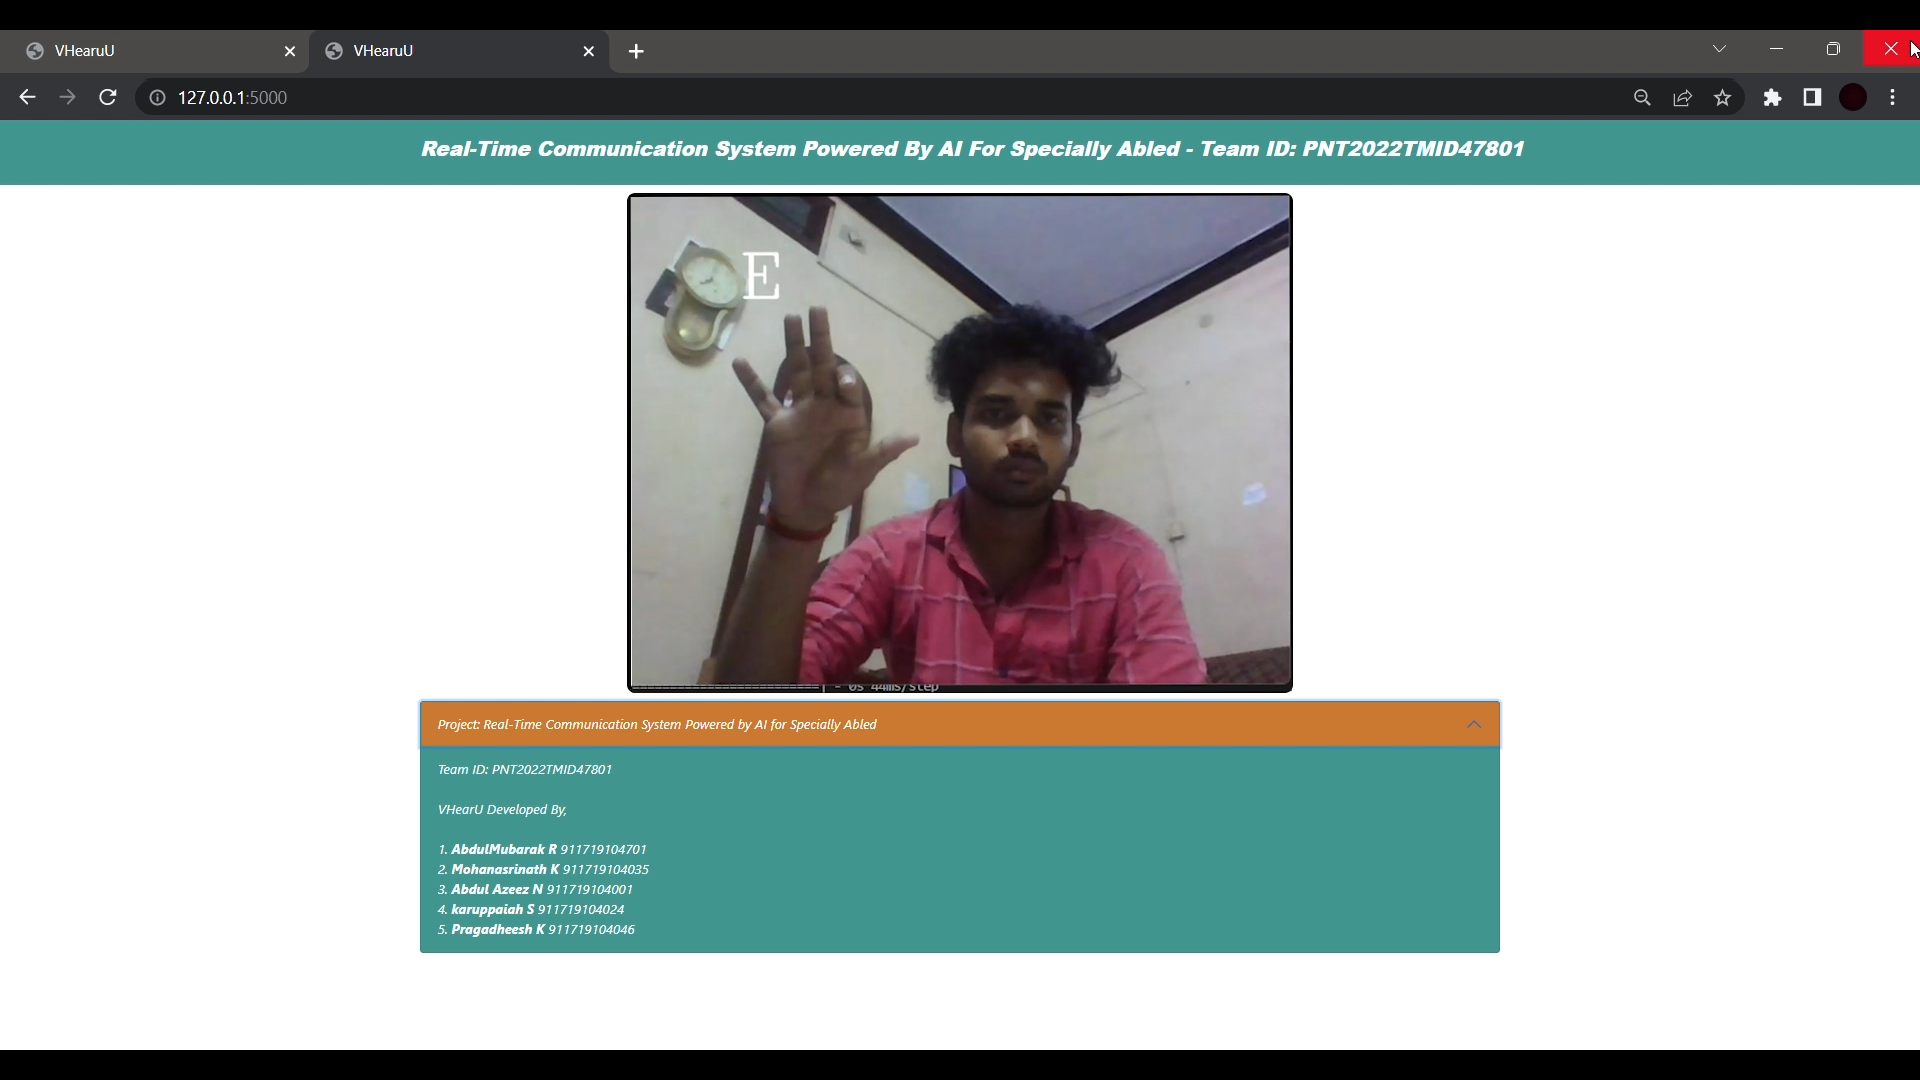 VHearuU
VHearuU
127.0.0.1:5000
Real-Time Communication System Powered By AI For Specially Abled - Team ID: PNT2022TMID47801
E
- 0s 44ms/step
Project: Real-Time Communication System Powered by AI for Specially Abled
Team ID: PNT2022TMID47801
VHearU Developed By,
1. AbdulMubarak R 911719104701
2. Mohanasrinath K 911719104035
3. Abdul Azeez N 911719104001
4. karuppaiah S 911719104024
5. Pragadheesh K 911719104046